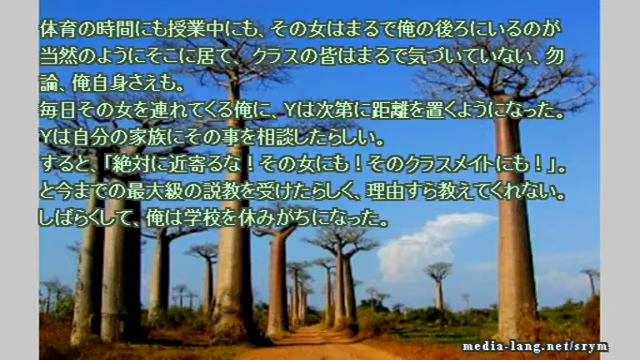 体育の時間にも授業中にも、その女はまるで俺の後ろにいるのが
当然のようにそこに居て、クラスの皆はまるで気づいていない、勿
論、俺自身さえも。
毎日その女を連れてくる俺に、Yは次第に距離を置くようになった。
Yは自分の家族にその事を相談したらしい。
すると、「絶対に近寄るな！その女にも！そのクラスメイトにも！」。
と今までの最大級の説教を受けたらしく、理由すら教えてくれない。
しばらくして、俺は学校を休みがちになった。
media-lang.net/srym